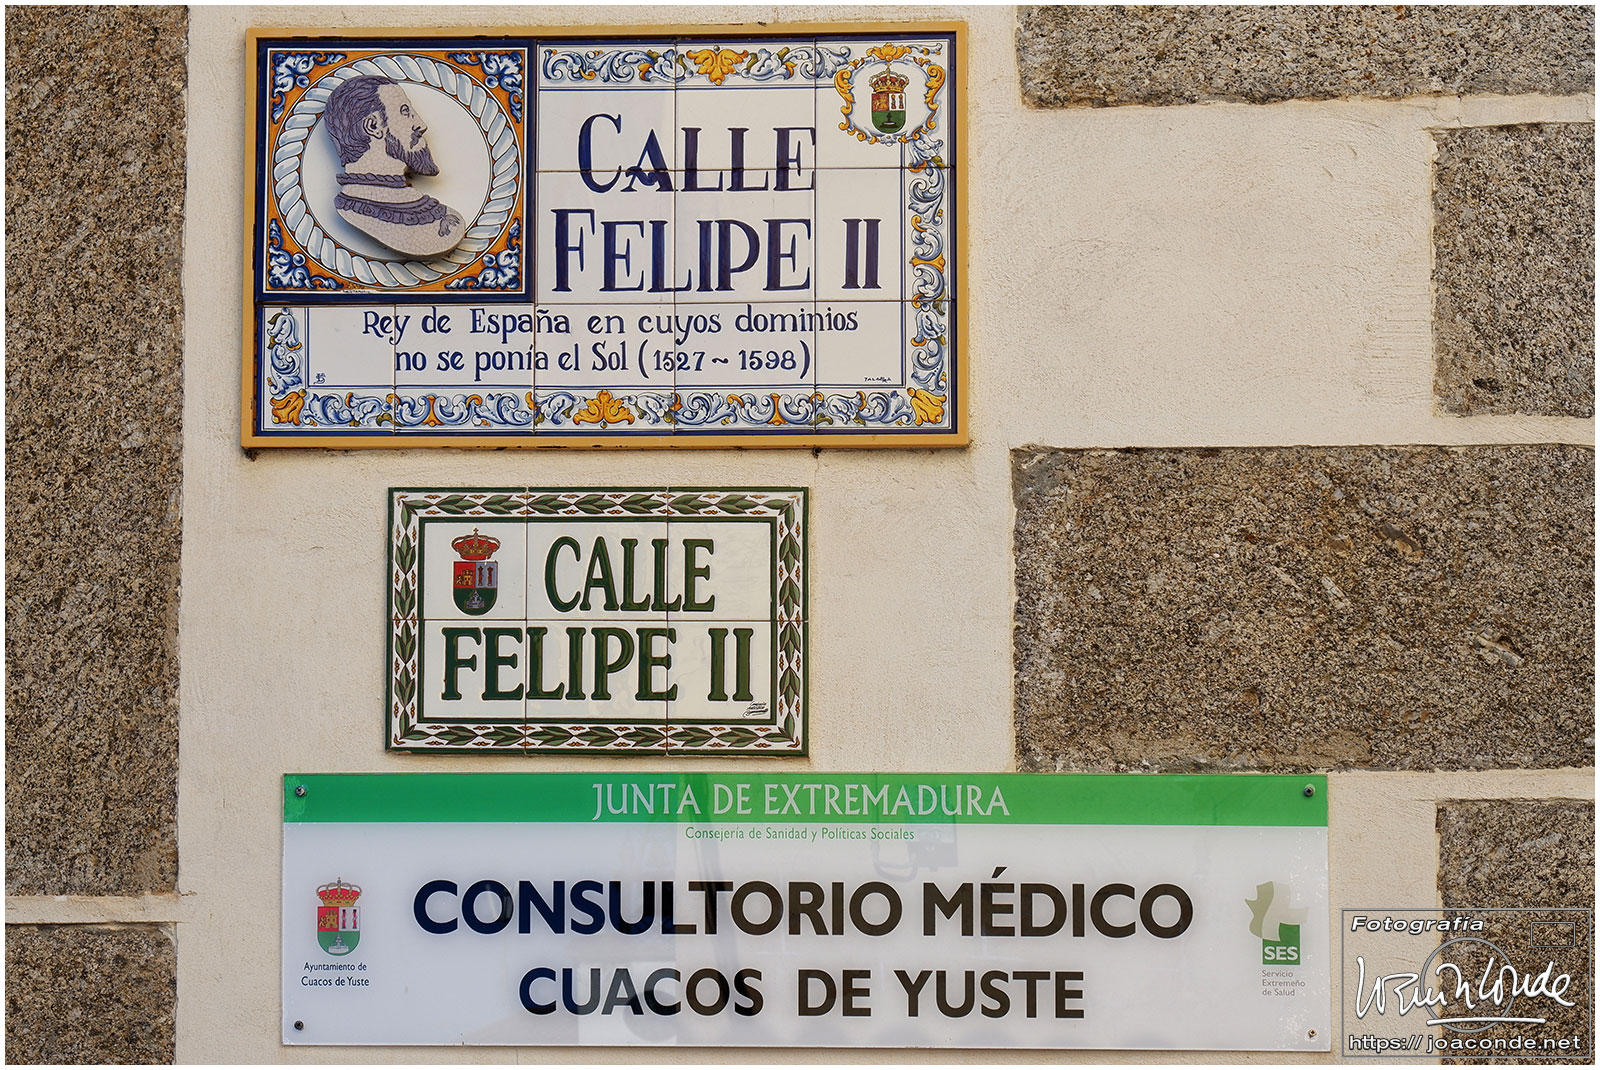 CALLE
FELIPE II
Rey de España en cuyos dominios
no se ponía el Sol (1527 ~ 1598)
TALAVERA
CALLE
FELIPE II
JUNTA DE EXTREMADURA
Consejería de Sanidad y Políticas Sociales
CONSULTORIO MÉDICO
CUACOS DE YUSTE
Ayuntamiento de
Cuacos de Yuste
SES
Servicio
Extremeño
de Salud
Fotografía
https://joaconde.net